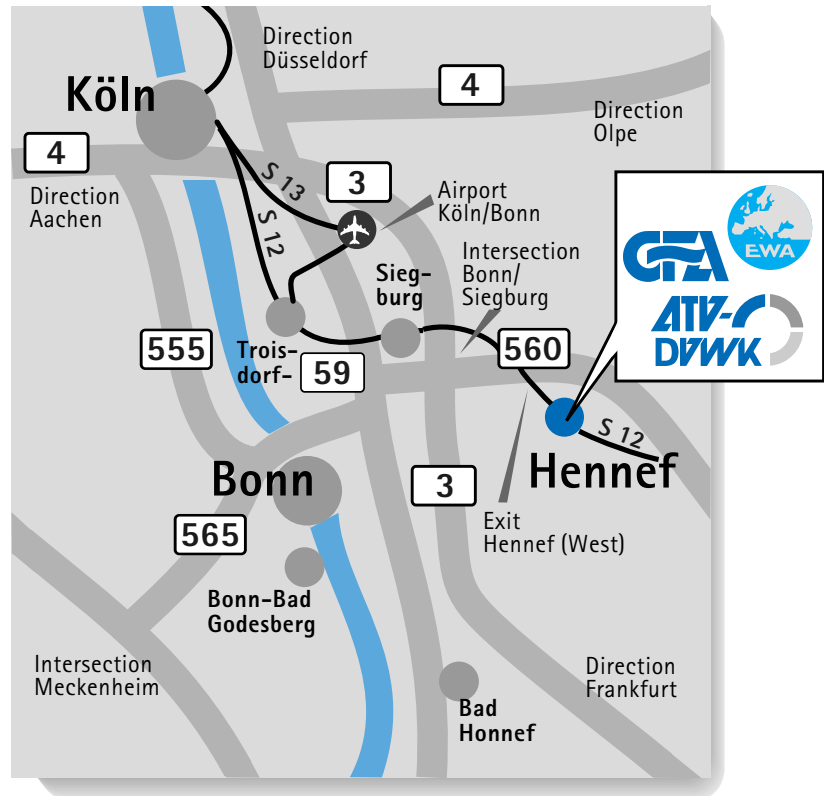 Direction
Düsseldorf
Köln
4
Direction
Olpe
4
Direction
Aachen
S 13
3
Airport
Köln/Bonn
S 12
Sieg-
burg
Intersection
Bonn/
Siegburg
GFA
EWA
ATV-
DVWK
555
Trois-
dorf-
59
560
Hennef
S 12
Bonn
3
565
Exit
Hennef (West)
Bonn-Bad
Godesberg
Intersection
Meckenheim
Direction
Frankfurt
Bad
Honnef